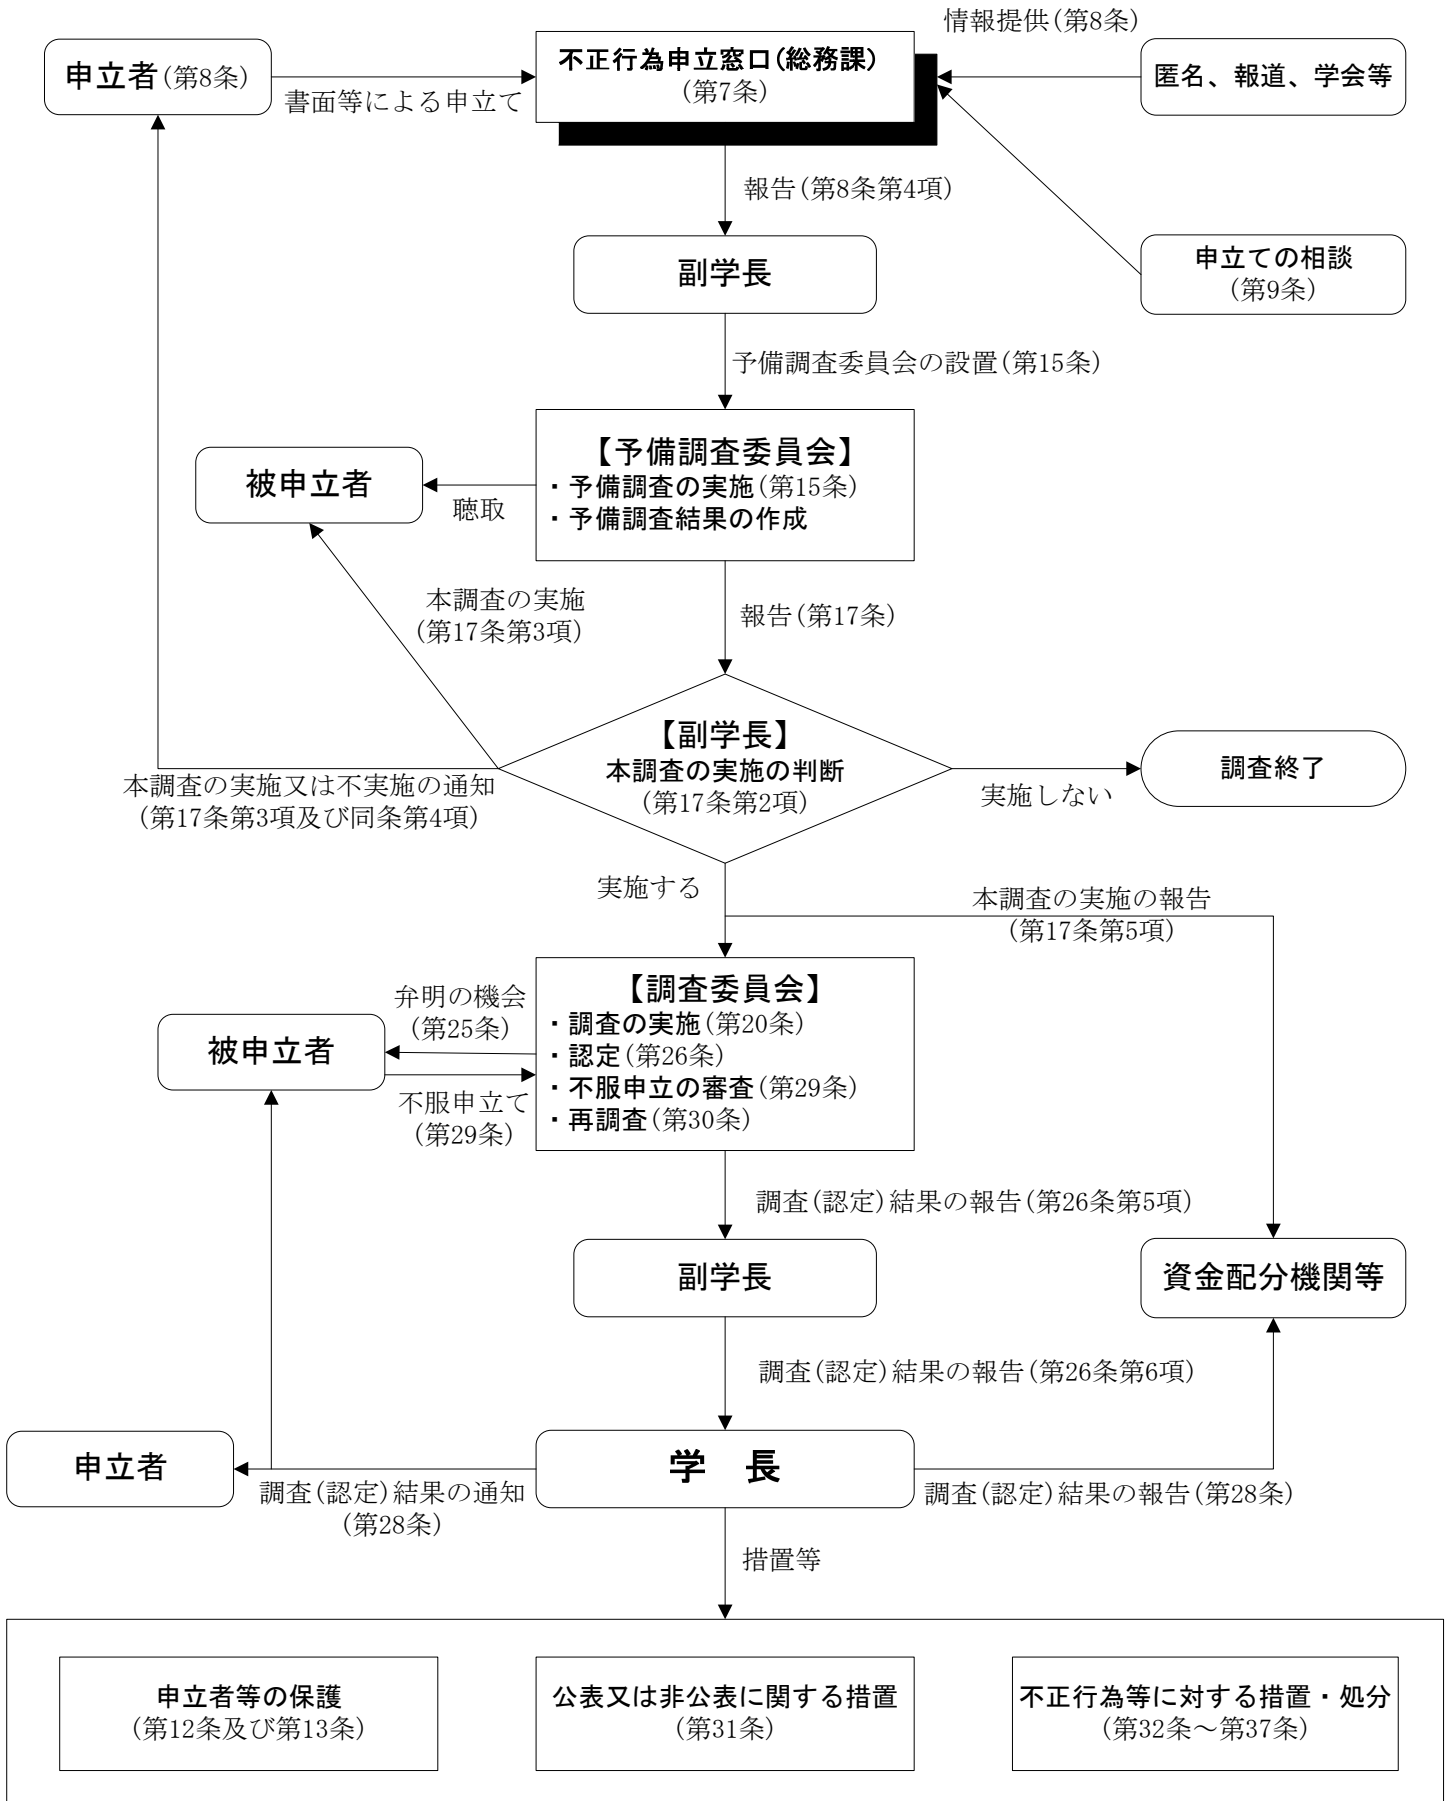 情報提供(第8条)
申立者(第8条)
書面等による申立て
不正行為申立窓口(総務課)
(第7条)
匿名、報道、学会等
報告(第8条第4項)
副学長
申立ての相談
(第9条)
予備調査委員会の設置(第15条)
【予備調査委員会】
・予備調査の実施(第15条)
・予備調査結果の作成
被申立者
聴取
本調査の実施
(第17条第3項)
報告(第17条)
【副学長】
本調査の実施の判断
(第17条第2項)
調査終了
実施しない
本調査の実施又は不実施の通知
(第17条第3項及び同条第4項)
実施する
本調査の実施の報告
(第17条第5項)
【調査委員会】
・調査の実施(第20条)
・認定(第26条)
・不服申立の審査(第29条)
・再調査(第30条)
弁明の機会
(第25条)
被申立者
不服申立て
(第29条)
調査(認定)結果の報告(第26条第5項)
副学長
資金配分機関等
調査(認定)結果の報告(第26条第6項)
申立者
学　長
調査(認定)結果の通知
(第28条)
調査(認定)結果の報告(第28条)
措置等
申立者等の保護
(第12条及び第13条)
公表又は非公表に関する措置
(第31条)
不正行為等に対する措置・処分
(第32条～第37条)